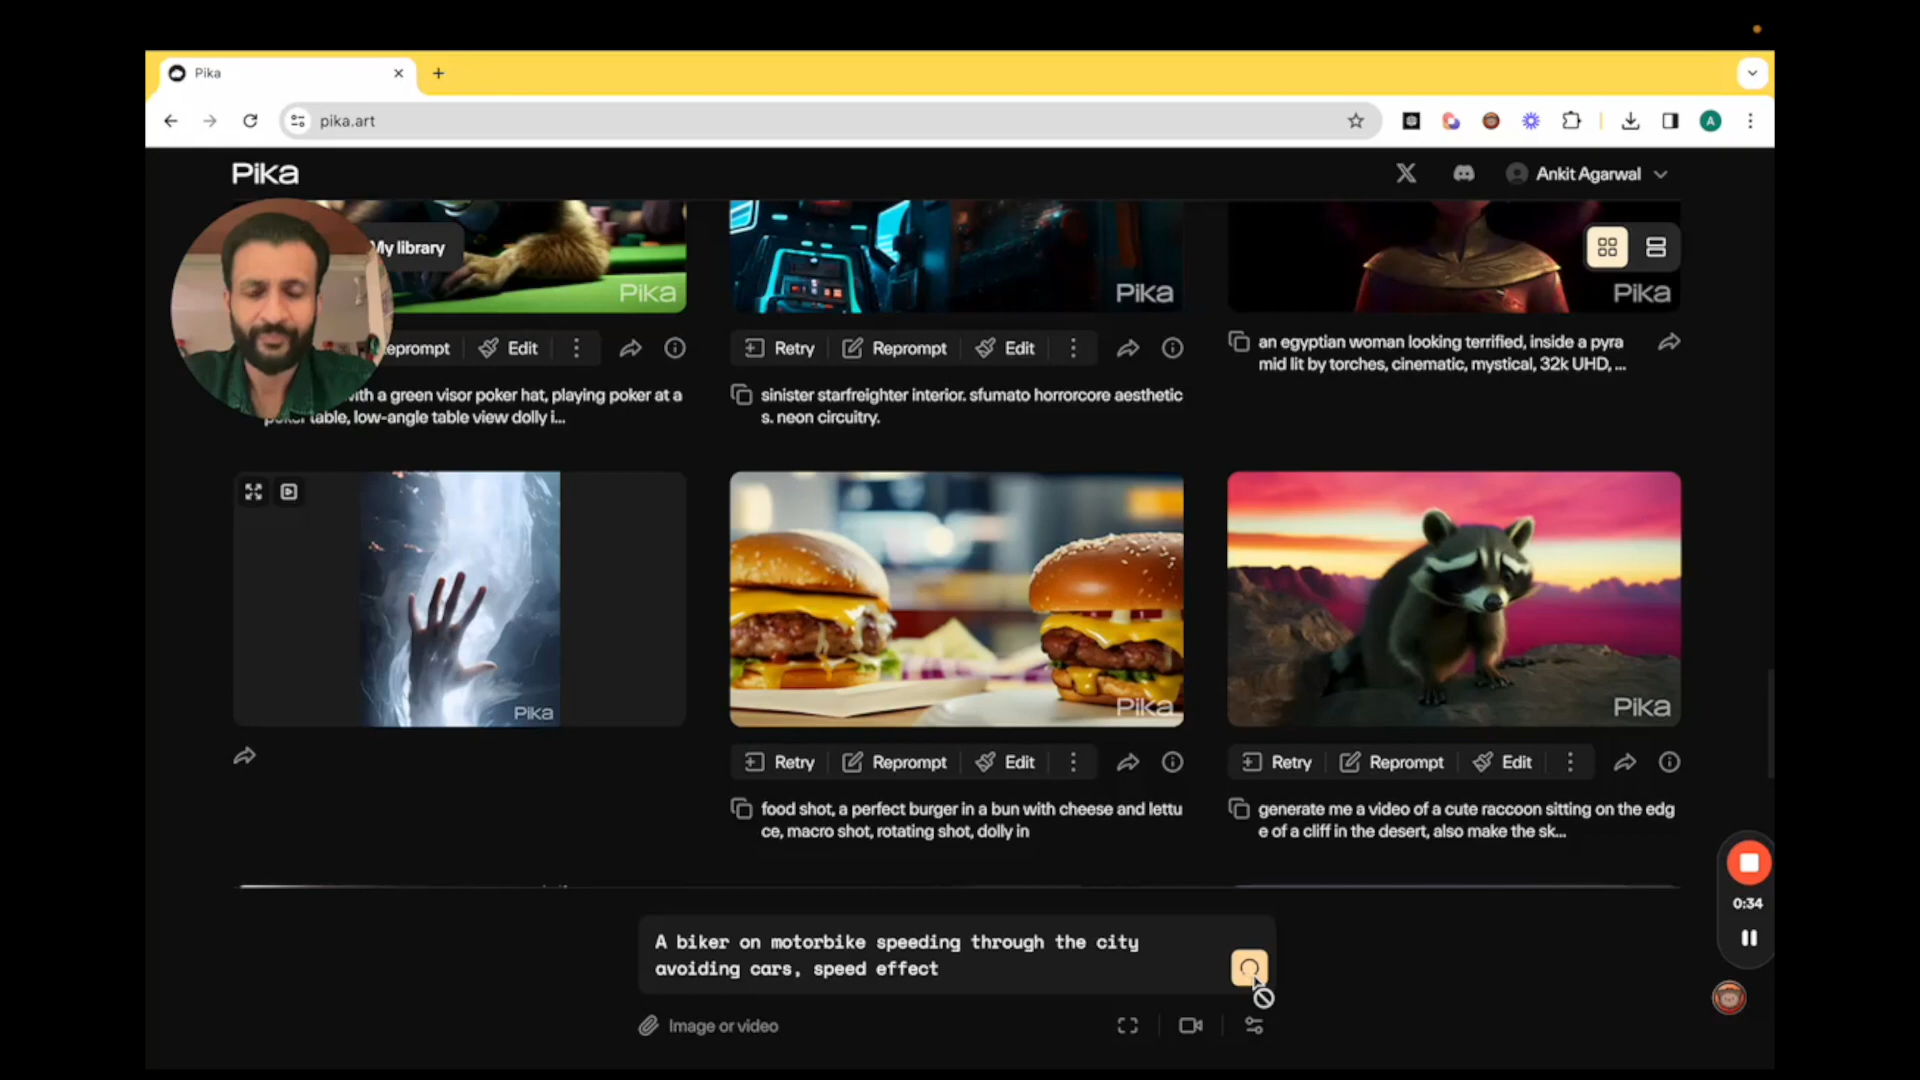 Pika
pika.art
A
Pika
Ankit Agarwal
My library
Pika
Pika
Pika
Reprompt
Edit
Retry
Reprompt
Edit
an egyptian woman looking terrified, inside a pyra
mid lit by torches, cinematic, mystical, 32k UHD, ...
with a green visor poker hat, playing poker at a
poker table, low-angle table view dolly i...
sinister starfreighter interior. sfumato horrorcore aesthetic
s. neon circuitry.
Pika
Pika
Pika
Retry
Reprompt
Edit
Retry
Reprompt
Edit
food shot, a perfect burger in a bun with cheese and lettu
ce, macro shot, rotating shot, dolly in
generate me a video of a cute raccoon sitting on the edg
e of a cliff in the desert, also make the sk...
0:34
A biker on motorbike speeding through the city
avoiding cars, speed effect
Image or video